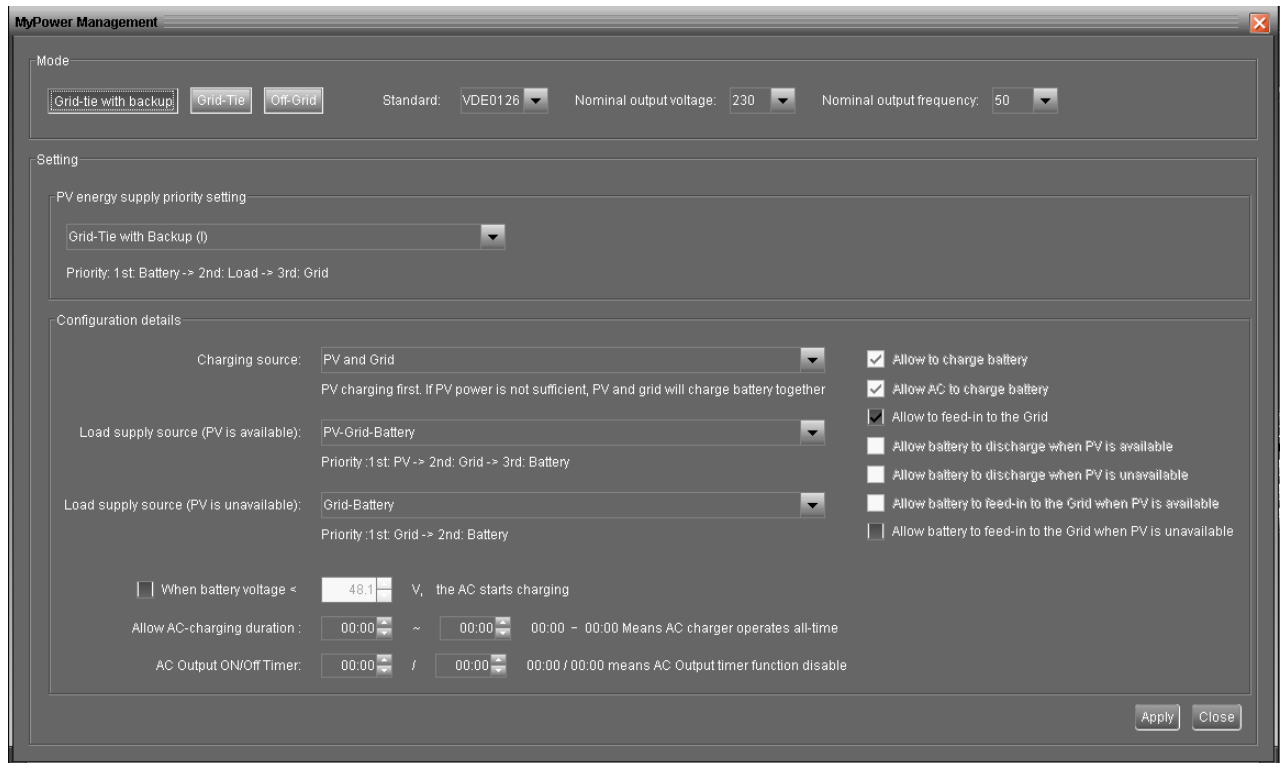 MyPower Management
Mode
Grid-tie with backup Grid-Tie Off-Grid Standard: VDE0126 Nominal output voltage: 230 Nominal output frequency: 50
Setting
PV energy supply priority setting
Grid-Tie with Backup (I)
Priority: 1st: Battery -> 2nd: Load -> 3rd: Grid
Configuration details
Charging source: PV and Grid
PV charging first. If PV power is not sufficient, PV and grid will charge battery together
Load supply source (PV is available): PV-Grid-Battery
Priority :1st: PV -> 2nd: Grid -> 3rd: Battery
Load supply source (PV is unavailable): Grid-Battery
Priority :1st: Grid -> 2nd: Battery
Allow to charge battery
Allow AC to charge battery
Allow to feed-in to the Grid
Allow battery to discharge when PV is available
Allow battery to discharge when PV is unavailable
Allow battery to feed-in to the Grid when PV is available
Allow battery to feed-in to the Grid when PV is unavailable
When battery voltage < 48.1 V, the AC starts charging
Allow AC-charging duration : 00:00 ~ 00:00 00:00 - 00:00 Means AC charger operates all-time
AC Output ON/Off Timer: 00:00 / 00:00 00:00 / 00:00 means AC Output timer function disable
Apply Close